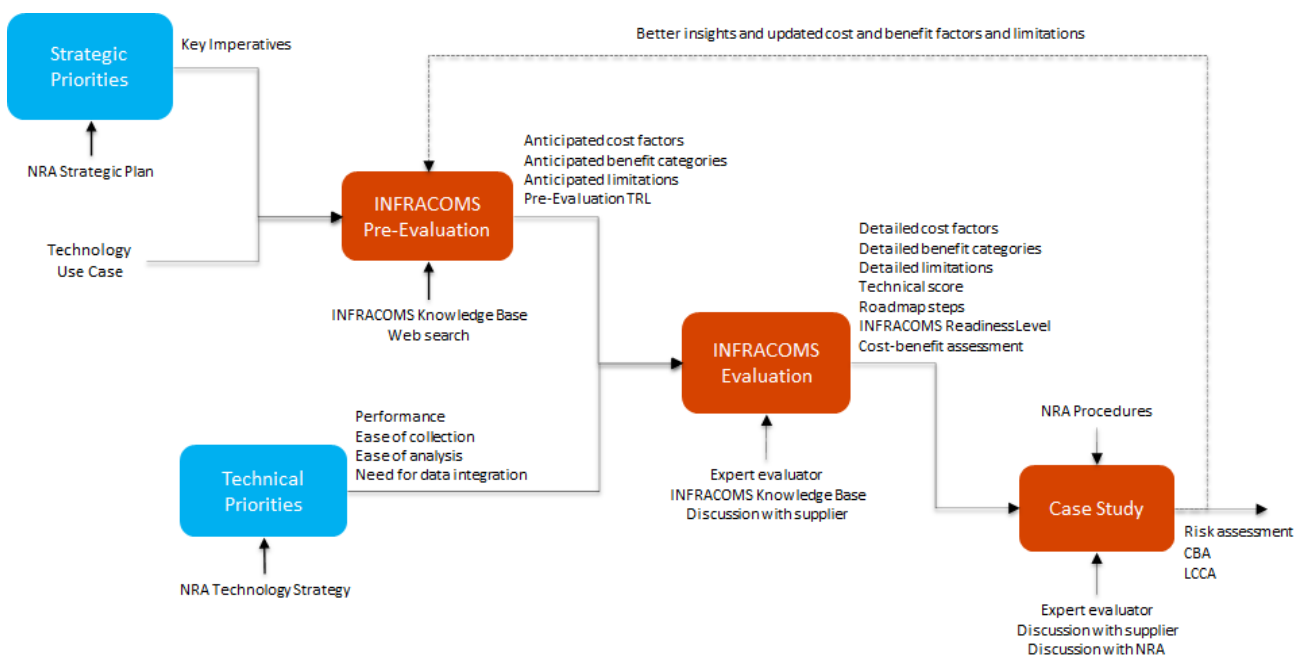 Strategic
Priorities
Key Imperatives
NRA Strategic Plan
Technology
Use Case
Better insights and updated cost and benefit factors and limitations
INFRACOMS
Pre-Evaluation
Anticipated cost factors
Anticipated benefit categories
Anticipated limitations
Pre-Evaluation TRL
INFRACOMS Knowledge Base
Web search
Technical
Priorities
Performance
Ease of collection
Ease of analysis
Need for data integration
NRA Technology Strategy
INFRACOMS
Evaluation
Detailed cost factors
Detailed benefit categories
Detailed limitations
Technical score
Roadmap steps
INFRACOMS Readiness Level
Cost-benefit assessment
Expert evaluator
INFRACOMS Knowledge Base
Discussion with supplier
NRA Procedures
Case Study
Risk assessment
CBA
LCCA
Expert evaluator
Discussion with supplier
Discussion with NRA